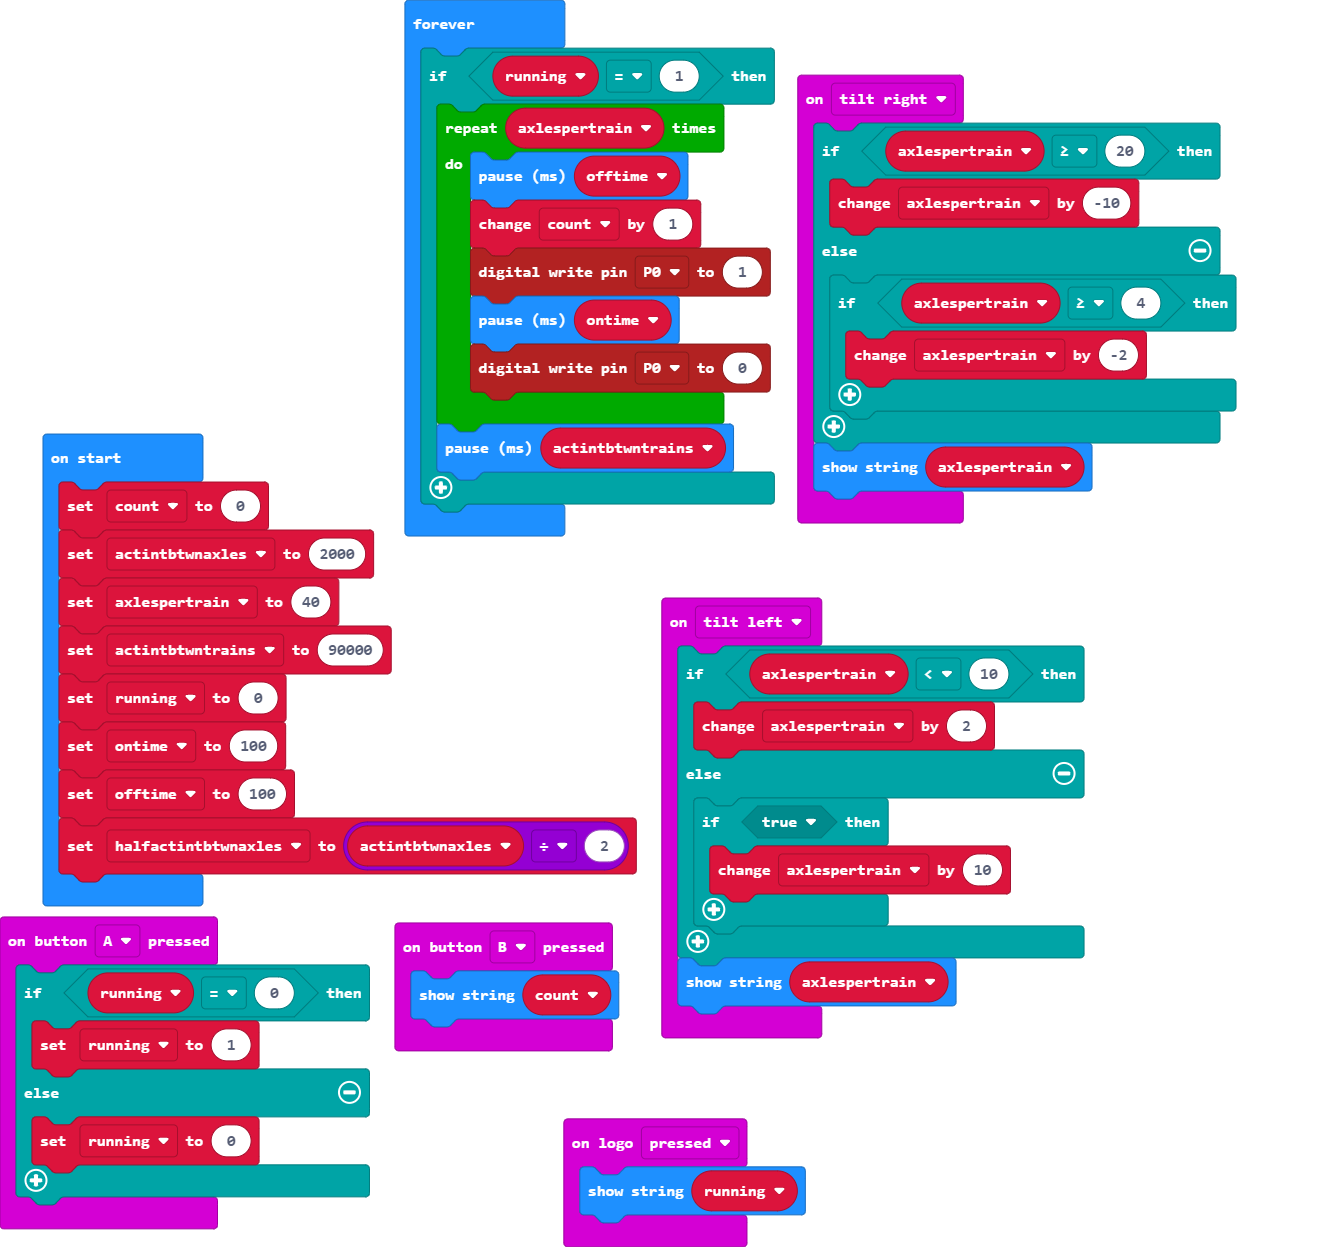 forever
if running = 1 then
repeat axlespertrain times
do
pause (ms) offtime
change count by 1
digital write pin P0 to 1
pause (ms) ontime
digital write pin P0 to 0
pause (ms) actintbtwntrains
on tilt right
if axlespertrain ≥ 20 then
change axlespertrain by -10
else
if axlespertrain ≥ 4 then
change axlespertrain by -2
show string axlespertrain
on start
set count to 0
set actintbtwnaxles to 2000
set axlespertrain to 40
set actintbtwntrains to 90000
set running to 0
set ontime to 100
set offtime to 100
set halfactintbtwnaxles to actintbtwnaxles ÷ 2
on tilt left
if axlespertrain < 10 then
change axlespertrain by 2
else
if true then
change axlespertrain by 10
show string axlespertrain
on button A pressed
if running = 0 then
set running to 1
else
set running to 0
on button B pressed
show string count
on logo pressed
show string running